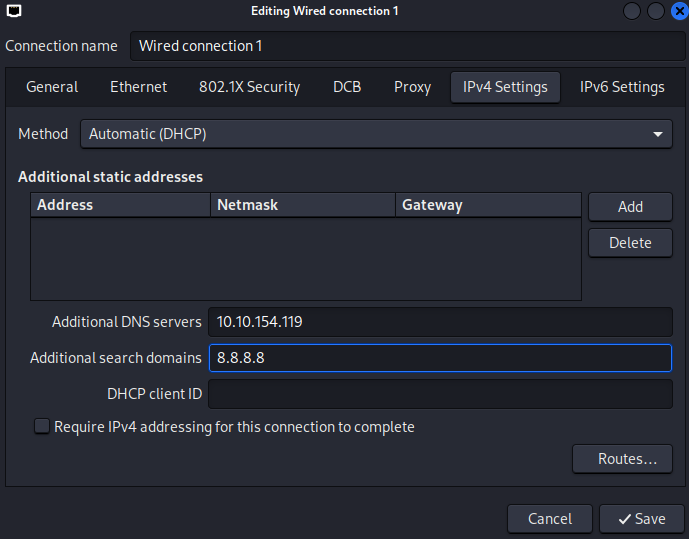 Editing Wired connection 1
Connection name Wired connection 1
General Ethernet 802.1X Security DCB Proxy IPv4 Settings IPv6 Settings
Method Automatic (DHCP)
Additional static addresses
Address Netmask Gateway Add
Delete
Additional DNS servers 10.10.154.119
Additional search domains 8.8.8.8
DHCP client ID
Require IPv4 addressing for this connection to complete
Routes...
Cancel Save